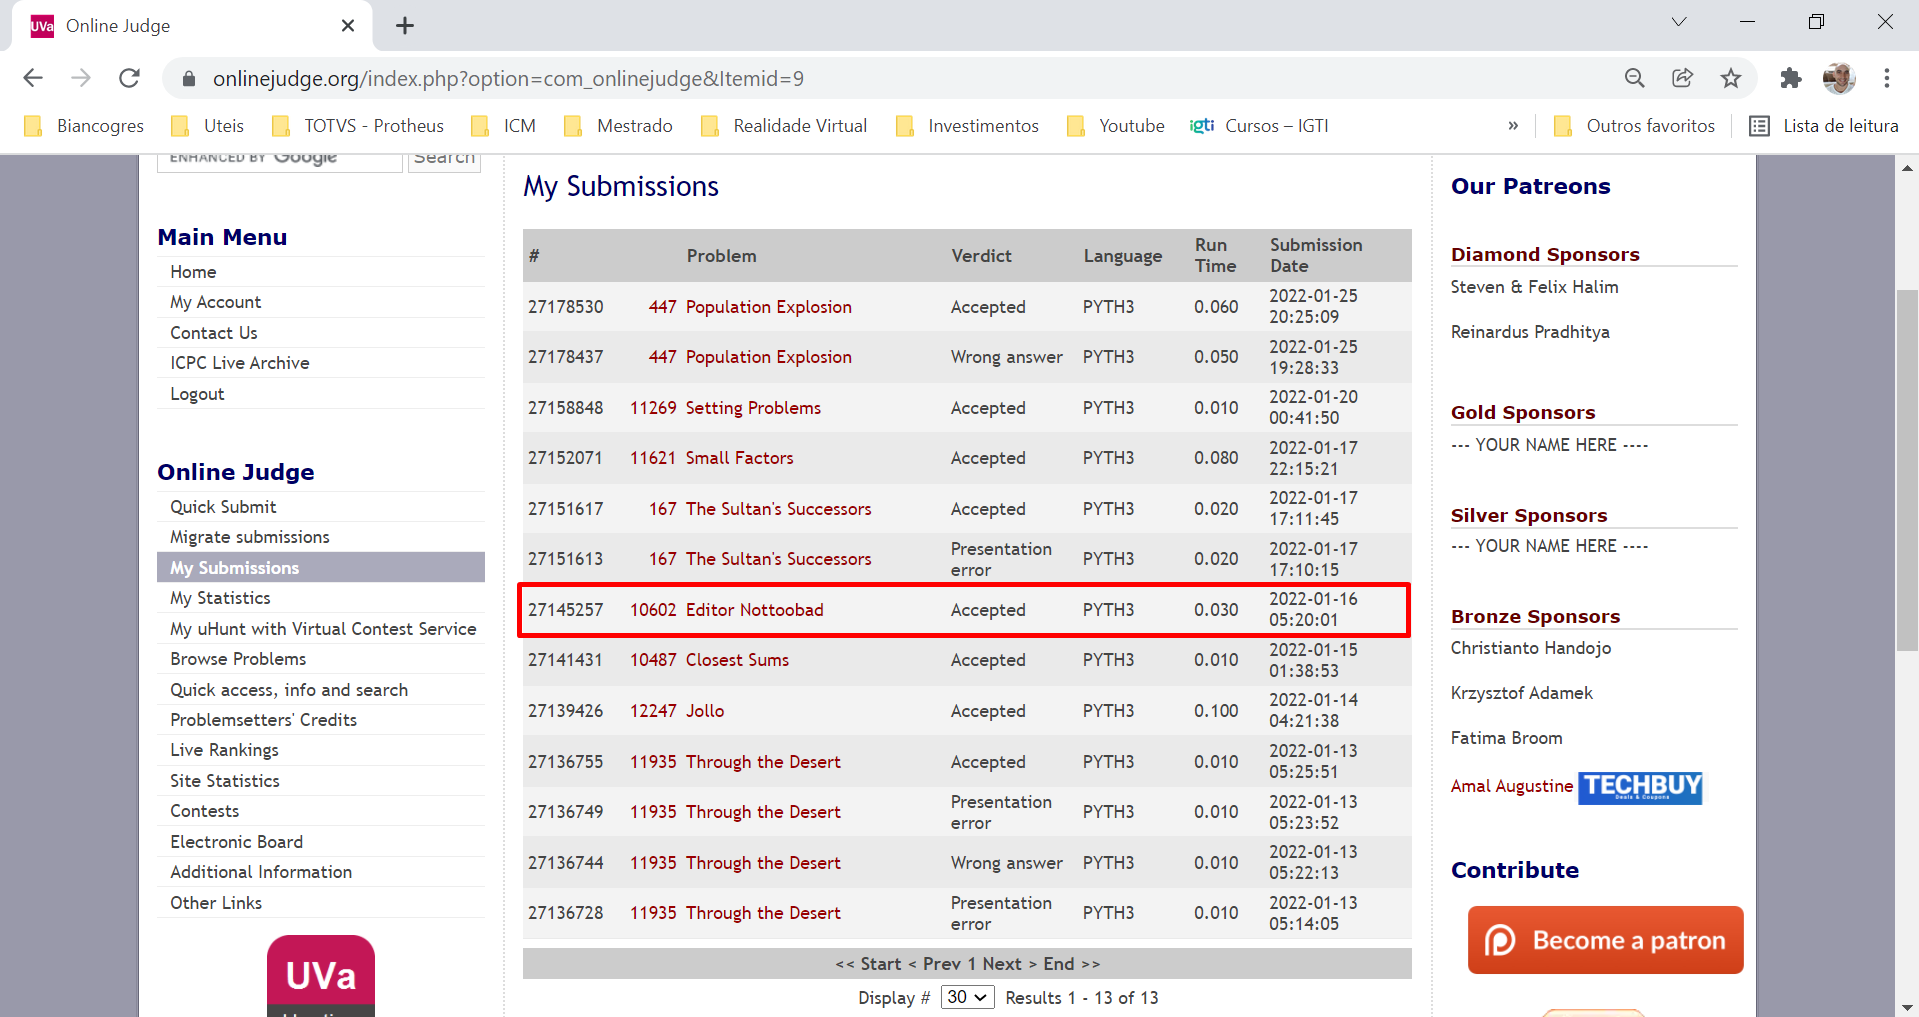 UVa Online Judge
onlinejudge.org/index.php?option=com_onlinejudge&Itemid=9
Biancogres Uteis TOTVS - Protheus ICM Mestrado Realidade Virtual Investimentos Youtube igti Cursos – IGTI » Outros favoritos Lista de leitura
ENHANCED BY Google Search
Main Menu
Home
My Account
Contact Us
ICPC Live Archive
Logout
Online Judge
Quick Submit
Migrate submissions
My Submissions
My Statistics
My uHunt with Virtual Contest Service
Browse Problems
Quick access, info and search
Problemsetters' Credits
Live Rankings
Site Statistics
Contests
Electronic Board
Additional Information
Other Links
UVa
My Submissions
# Problem Verdict Language Run Time Submission Date
27178530 447 Population Explosion Accepted PYTH3 0.060 2022-01-25 20:25:09
27178437 447 Population Explosion Wrong answer PYTH3 0.050 2022-01-25 19:28:33
27158848 11269 Setting Problems Accepted PYTH3 0.010 2022-01-20 00:41:50
27152071 11621 Small Factors Accepted PYTH3 0.080 2022-01-17 22:15:21
27151617 167 The Sultan's Successors Accepted PYTH3 0.020 2022-01-17 17:11:45
27151613 167 The Sultan's Successors Presentation error PYTH3 0.020 2022-01-17 17:10:15
27145257 10602 Editor Nottoobad Accepted PYTH3 0.030 2022-01-16 05:20:01
27141431 10487 Closest Sums Accepted PYTH3 0.010 2022-01-15 01:38:53
27139426 12247 Jollo Accepted PYTH3 0.100 2022-01-14 04:21:38
27136755 11935 Through the Desert Accepted PYTH3 0.010 2022-01-13 05:25:51
27136749 11935 Through the Desert Presentation error PYTH3 0.010 2022-01-13 05:23:52
27136744 11935 Through the Desert Wrong answer PYTH3 0.010 2022-01-13 05:22:13
27136728 11935 Through the Desert Presentation error PYTH3 0.010 2022-01-13 05:14:05
<< Start < Prev 1 Next > End >>
Display # 30 Results 1 - 13 of 13
Our Patreons
Diamond Sponsors
Steven & Felix Halim
Reinardus Pradhitya
Gold Sponsors
--- YOUR NAME HERE ----
Silver Sponsors
--- YOUR NAME HERE ----
Bronze Sponsors
Christianto Handojo
Krzysztof Adamek
Fatima Broom
Amal Augustine TECHBUY
Deals & Coupons
Contribute
Become a patron